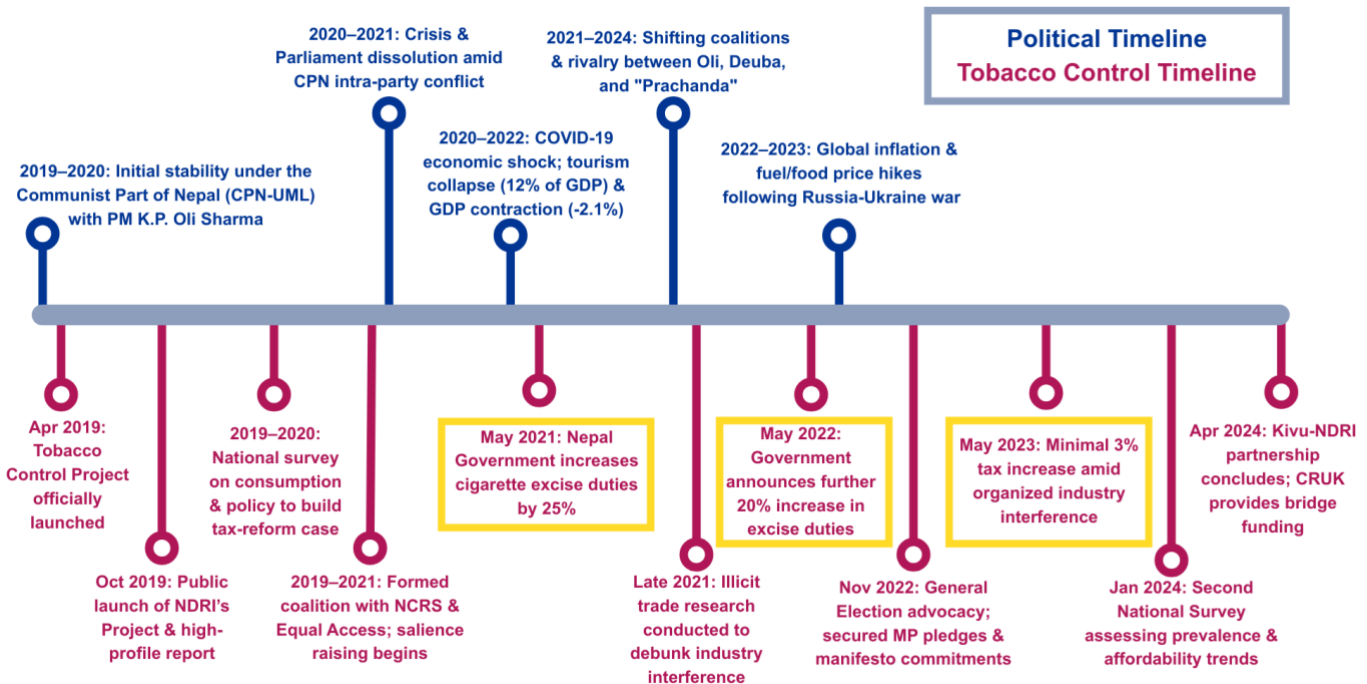 Political Timeline
Tobacco Control Timeline
2019–2020: Initial stability under the
Communist Part of Nepal (CPN-UML)
with PM K.P. Oli Sharma
2020–2021: Crisis &
Parliament dissolution amid
CPN intra-party conflict
2020–2022: COVID-19
economic shock; tourism
collapse (12% of GDP) &
GDP contraction (-2.1%)
2021–2024: Shifting coalitions
& rivalry between Oli, Deuba,
and "Prachanda"
2022–2023: Global inflation &
fuel/food price hikes
following Russia-Ukraine war
Apr 2019:
Tobacco
Control Project
officially
launched
Oct 2019: Public
launch of NDRI's
Project & high-
profile report
2019–2020:
National survey
on consumption
& policy to build
tax-reform case
2019–2021: Formed
coalition with NCRS &
Equal Access; salience
raising begins
May 2021: Nepal
Government increases
cigarette excise duties
by 25%
Late 2021: Illicit
trade research
conducted to
debunk industry
interference
May 2022:
Government
announces further
20% increase in
excise duties
Nov 2022: General
Election advocacy;
secured MP pledges &
manifesto commitments
May 2023: Minimal 3%
tax increase amid
organized industry
interference
Jan 2024: Second
National Survey
assessing prevalence &
affordability trends
Apr 2024: Kivu-NDRI
partnership
concludes; CRUK
provides bridge
funding